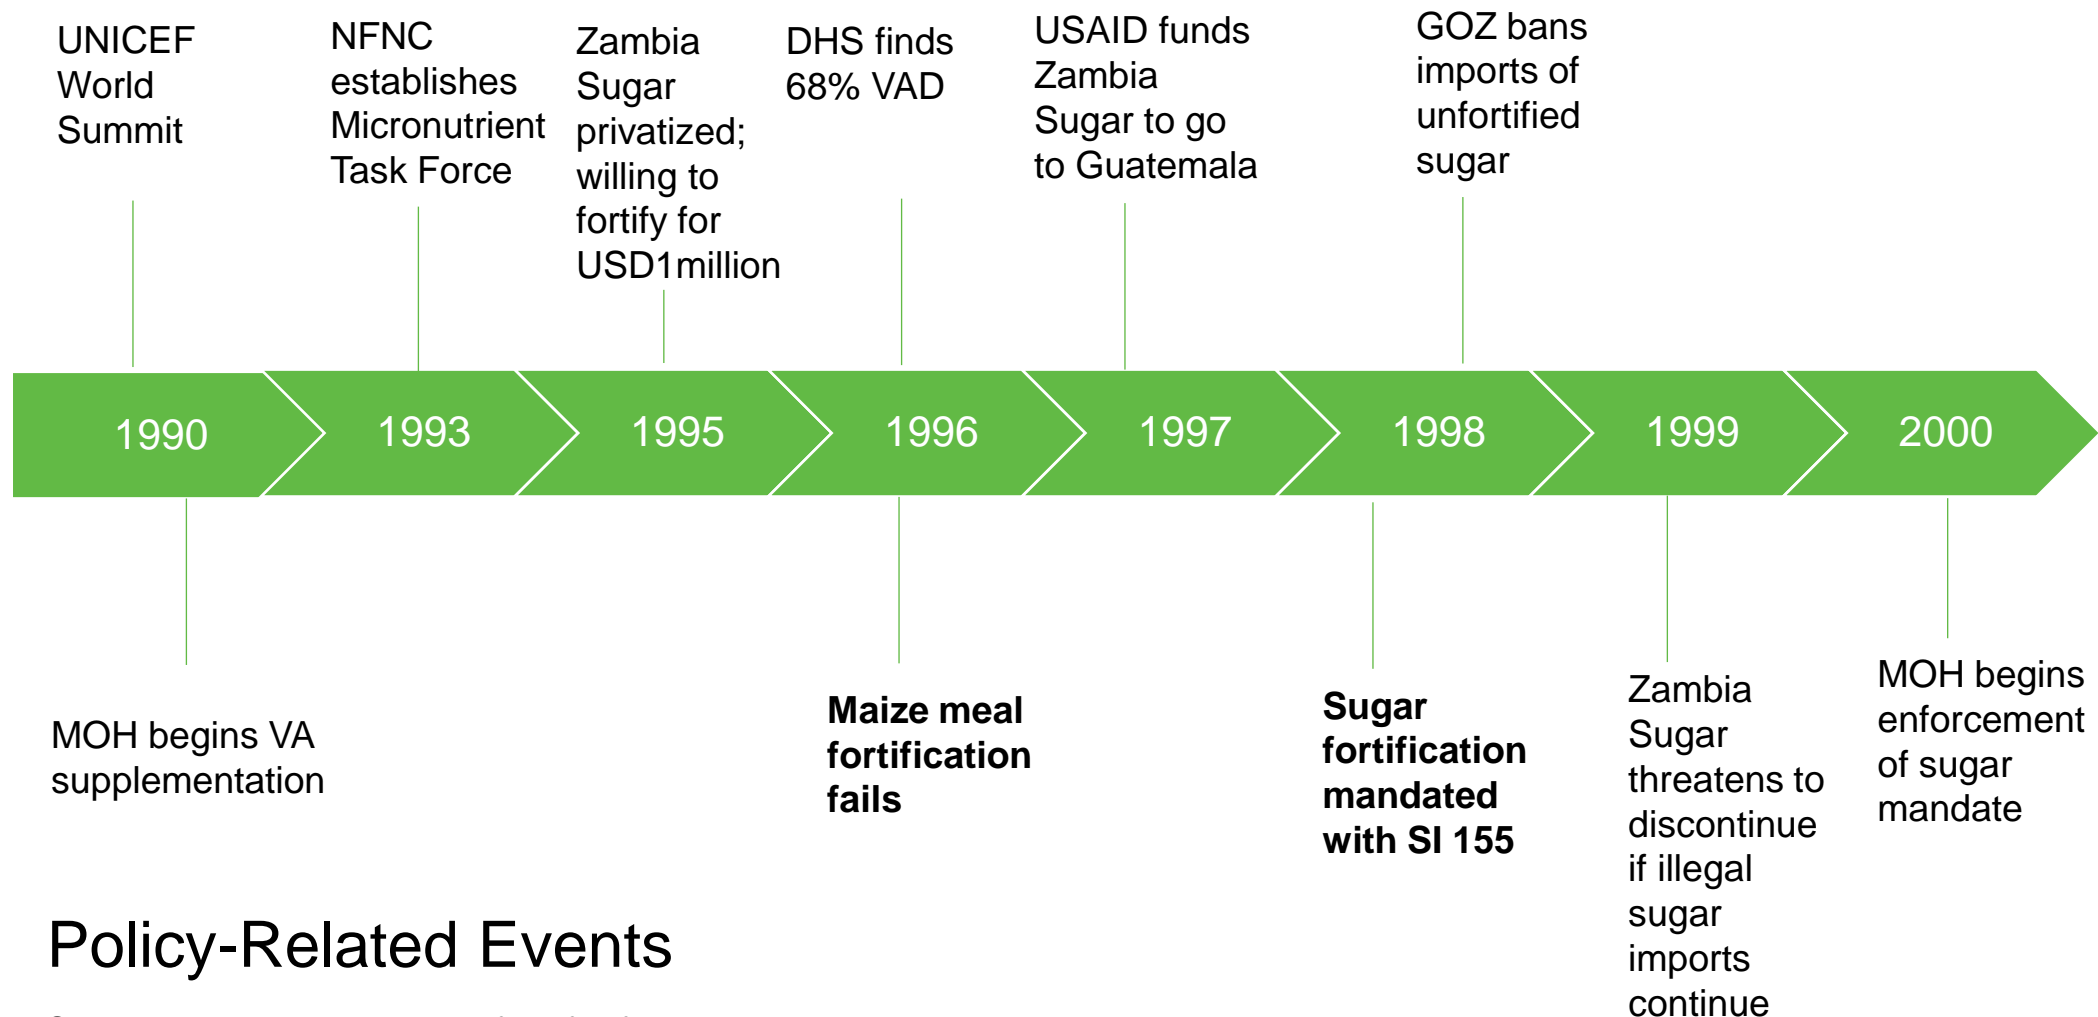 UNICEF
World
Summit
NFNC
establishes
Micronutrient
Task Force
Zambia
Sugar
privatized;
willing to
fortify for
USD1million
DHS finds
68% VAD
USAID funds
Zambia
Sugar to go
to Guatemala
GOZ bans
imports of
unfortified
sugar
1990
1993
1995
1996
1997
1998
1999
2000
MOH begins VA
supplementation
Maize meal
fortification
fails
Sugar
fortification
mandated
with SI 155
Zambia
Sugar
threatens to
discontinue
if illegal
sugar
imports
continue
MOH begins
enforcement
of sugar
mandate
Policy-Related Events